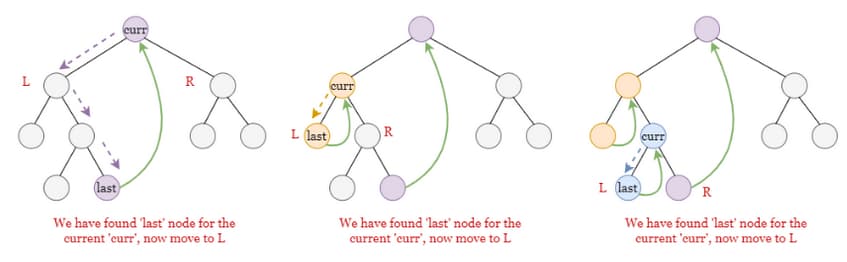 curr
L
R
last
We have found 'last' node for the
current 'curr', now move to L
curr
L
last
R
We have found 'last' node for the
current 'curr', now move to L
curr
L
last
R
We have found 'last' node for the
current 'curr', now move to L